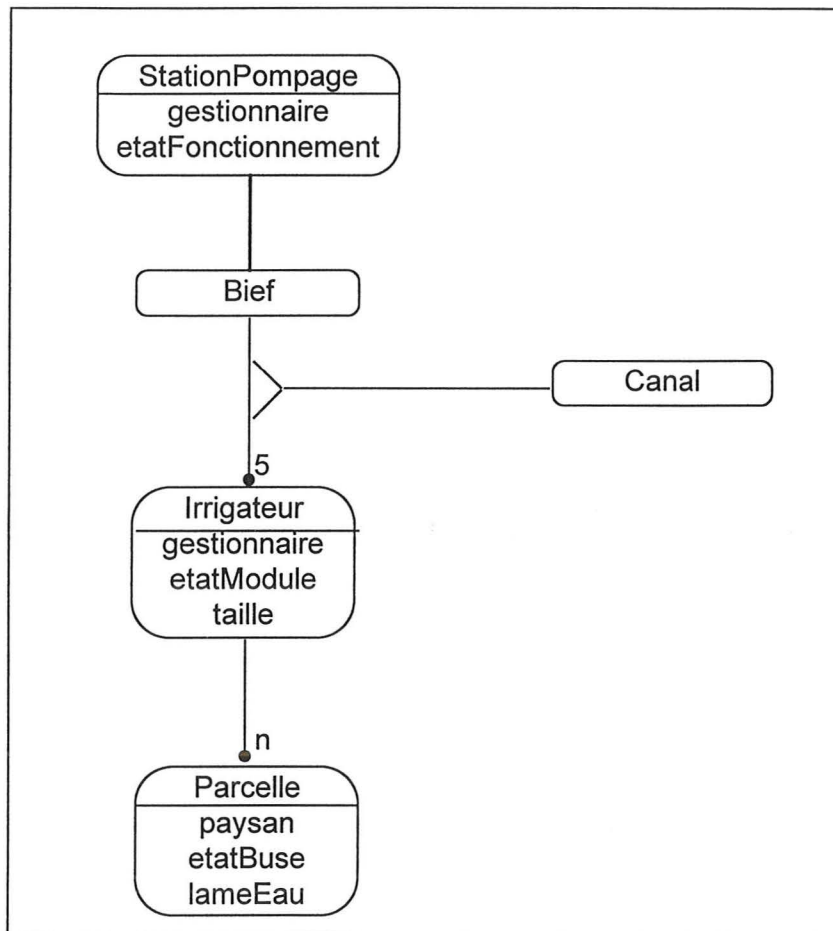 StationPompage
gestionnaire
etatFonctionnement
Bief
Canal
5
Irrigateur
gestionnaire
etatModule
taille
n
Parcelle
paysan
etatBuse
lameEau